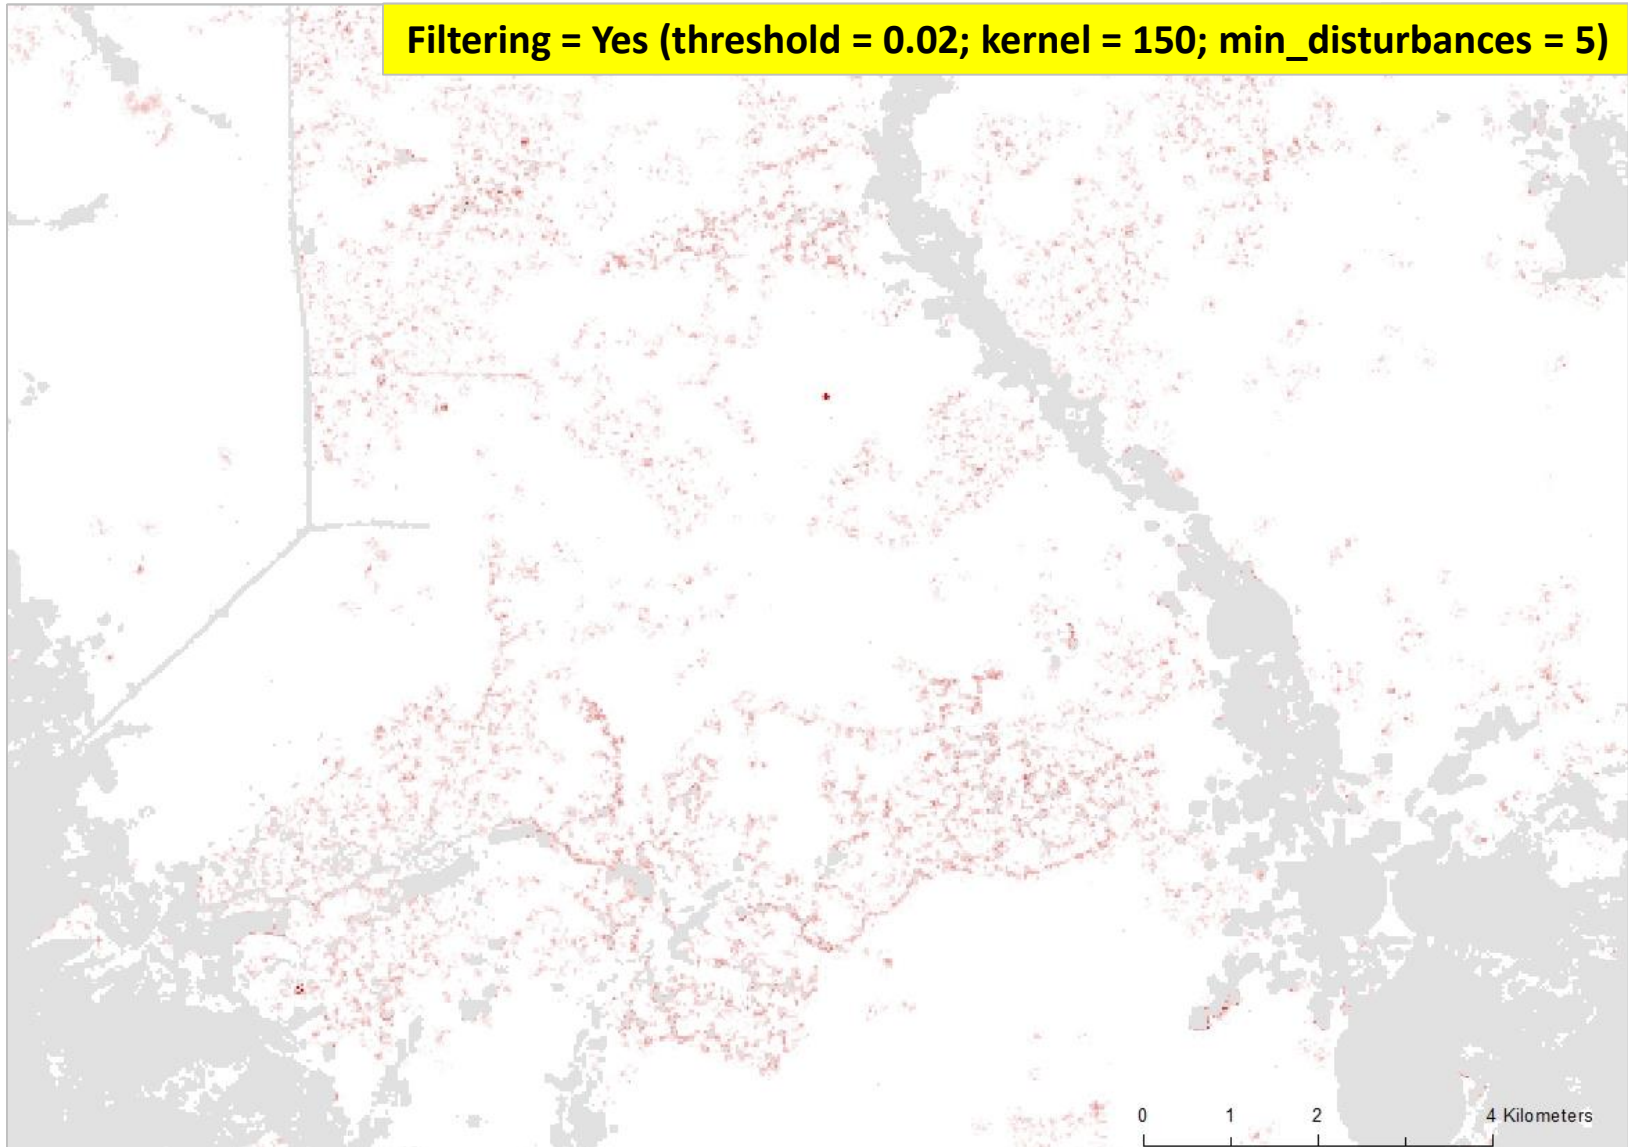 Filtering = Yes (threshold = 0.02; kernel = 150; min_disturbances = 5)
0 1 2 4 Kilometers